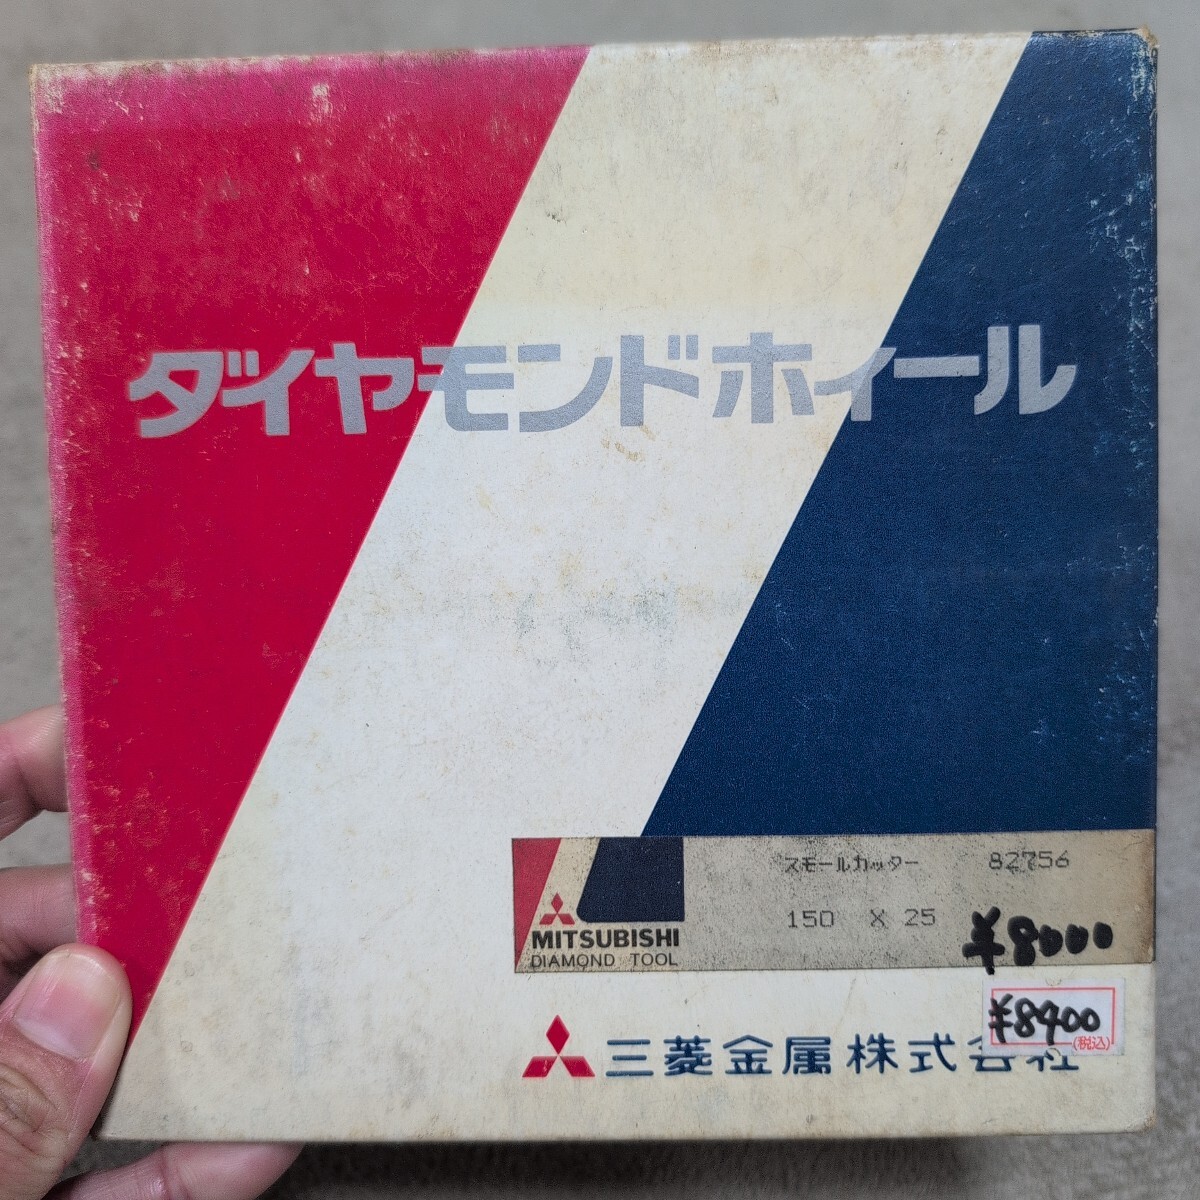 ダイヤモンドホイール
スモールカッター 82756
150 X 25
¥8000
MITSUBISHI
DIAMOND TOOL
¥8400
(税込)
三菱金属株式会社